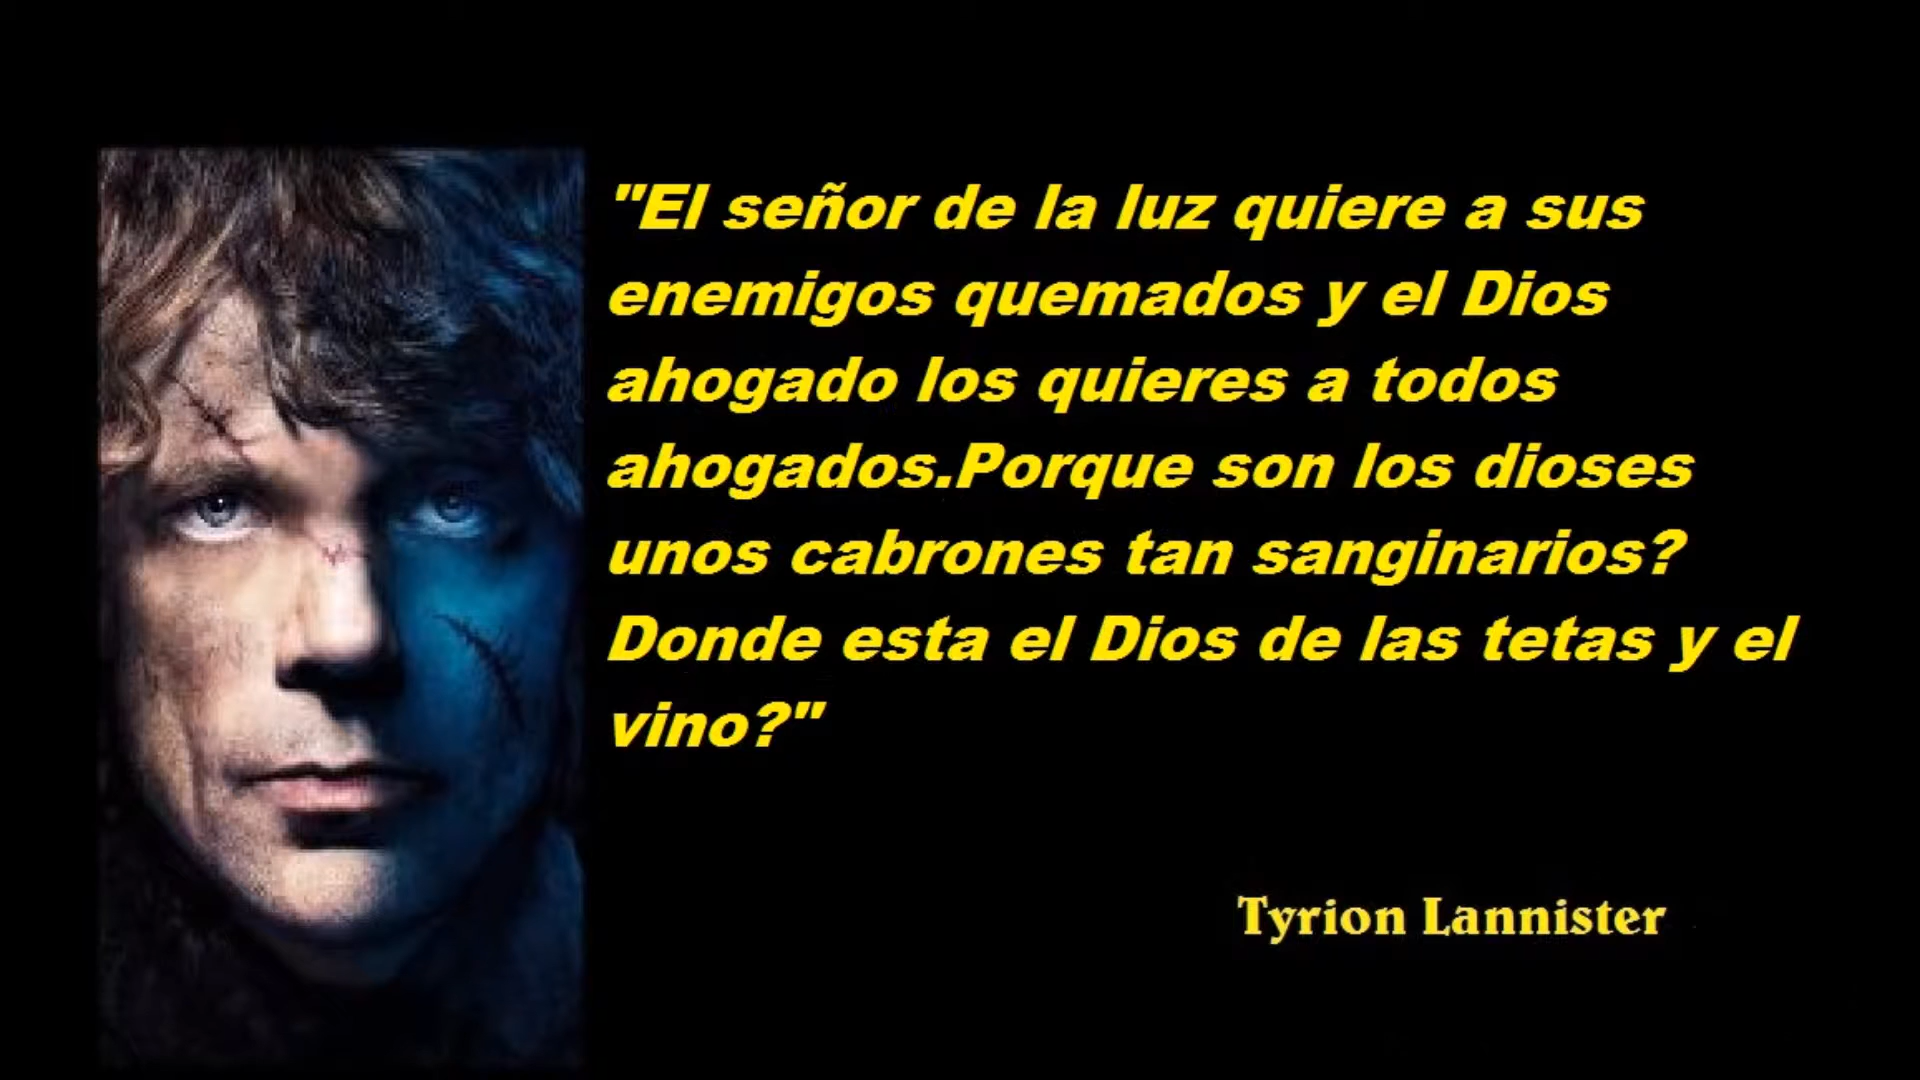 "El señor de la luz quiere a sus
enemigos quemados y el Dios
ahogado los quieres a todos
ahogados.Porque son los dioses
unos cabrones tan sanginarios?
Donde esta el Dios de las tetas y el
vino?"
Tyrion Lannister